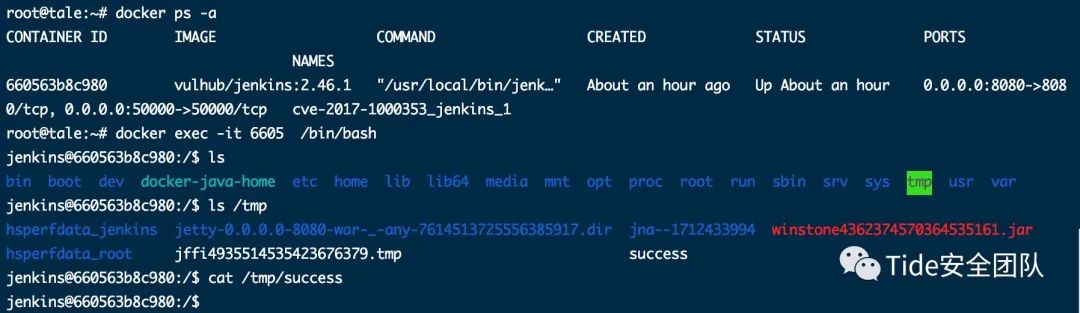 root@tale:~# docker ps -a
CONTAINER ID IMAGE COMMAND CREATED STATUS PORTS
NAMES
660563b8c980 vulhub/jenkins:2.46.1 "/usr/local/bin/jenk…" About an hour ago Up About an hour 0.0.0.0:8080->808
0/tcp, 0.0.0.0:50000->50000/tcp cve-2017-1000353_jenkins_1
root@tale:~# docker exec -it 6605 /bin/bash
jenkins@660563b8c980:/$ ls
bin boot dev docker-java-home etc home lib lib64 media mnt opt proc root run sbin srv sys tmp usr var
jenkins@660563b8c980:/$ ls /tmp
hsperfdata_jenkins jetty-0.0.0.0-8080-war-_-any-7614513725556385917.dir jna--1712433994 winstone4362374570364535161.jar
hsperfdata_root jffi4935514535423676379.tmp success
jenkins@660563b8c980:/$ cat /tmp/success
jenkins@660563b8c980:/$
Tide安全团队